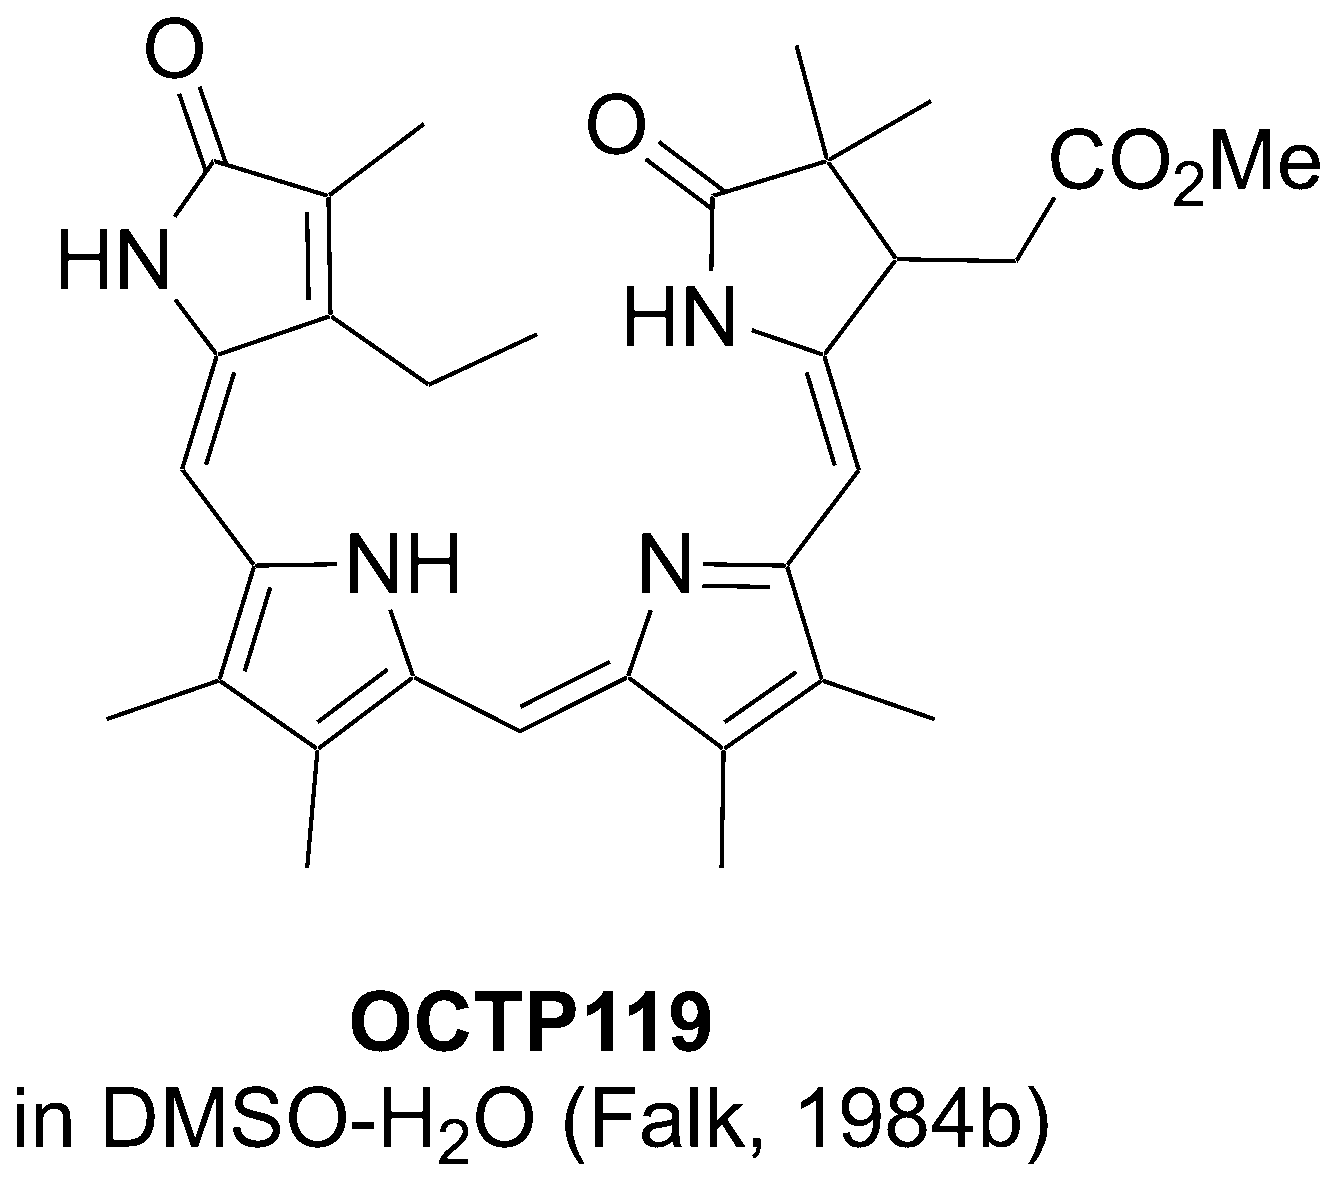 O
O
CO₂Me
HN
HN
NH
N
OCTP119
in DMSO-H₂O (Falk, 1984b)